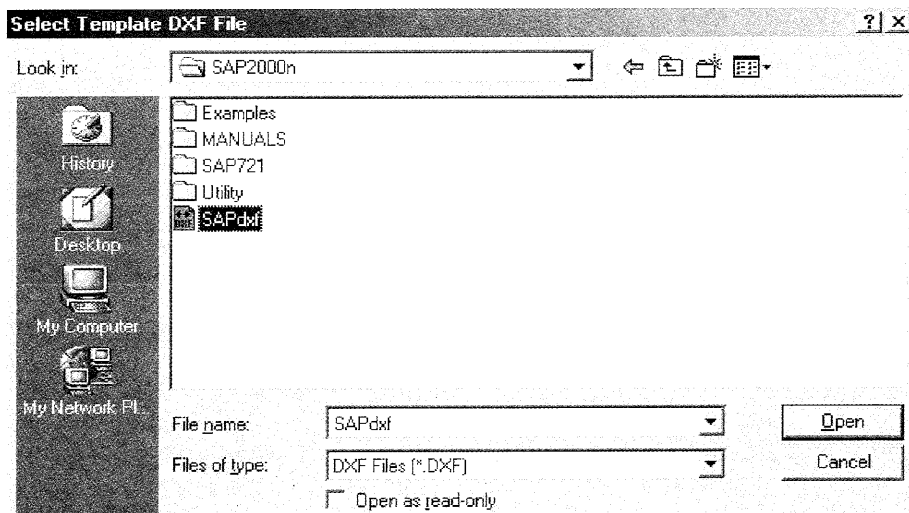 Select Template DXF File
Look in:
SAP2000n
History
Desktop
My Computer
My Network Pl...
Examples
MANUALS
SAP721
Utility
SAPdxf
File name:
SAPdxf
Open
Files of type:
DXF Files (*.DXF)
Cancel
Open as read-only